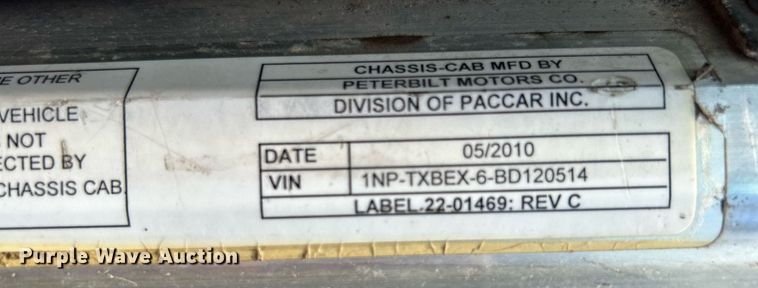 E OTHER
VEHICLE
NOT
ECTED BY
CHASSIS CAB
CHASSIS-CAB MFD BY
PETERBILT MOTORS CO.
DIVISION OF PACCAR INC.
DATE 05/2010
VIN 1NP-TXBEX-6-BD120514
LABEL.22-01469: REV C
Purple Wave Auction